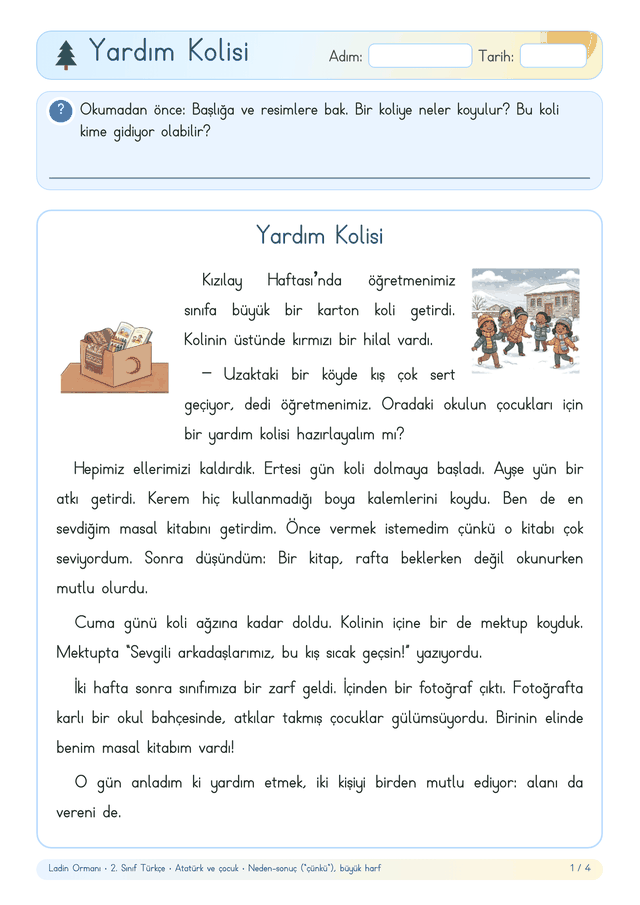 Yardım Kolisi
Adım:
Tarih:
?
Okumadan önce: Başlığa ve resimlere bak. Bir koliye neler koyulur? Bu koli
kime gidiyor olabilir?
Yardım Kolisi
Kızılay Haftası’nda öğretmenimiz
sınıfa büyük bir karton koli getirdi.
Kolinin üstünde kırmızı bir hilal vardı.
– Uzaktaki bir köyde kış çok sert
geçiyor, dedi öğretmenimiz. Oradaki okulun çocukları için
bir yardım kolisi hazırlayalım mı?
Hepimiz ellerimizi kaldırdık. Ertesi gün koli dolmaya başladı. Ayşe yün bir
atkı getirdi. Kerem hiç kullanmadığı boya kalemlerini koydu. Ben de en
sevdiğim masal kitabını getirdim. Önce vermek istemedim çünkü o kitabı çok
seviyordum. Sonra düşündüm: Bir kitap, rafta beklerken değil okunurken
mutlu olurdu.
Cuma günü koli ağzına kadar doldu. Kolinin içine bir de mektup koyduk.
Mektupta “Sevgili arkadaşlarımız, bu kış sıcak geçsin!” yazıyordu.
İki hafta sonra sınıfımıza bir zarf geldi. İçinden bir fotoğraf çıktı. Fotoğrafta
karlı bir okul bahçesinde, atkılar takmış çocuklar gülümsüyordu. Birinin elinde
benim masal kitabım vardı!
O gün anladım ki yardım etmek, iki kişiyi birden mutlu ediyor: alanı da
vereni de.
Ladin Ormanı • 2. Sınıf Türkçe • Atatürk ve çocuk • Neden-sonuç (“çünkü”), büyük harf
1 / 4